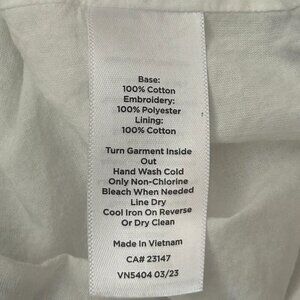 Base:
100% Cotton
Embroidery:
100% Polyester
Lining:
100% Cotton
Turn Garment Inside
Out
Hand Wash Cold
Only Non-Chlorine
Bleach When Needed
Line Dry
Cool Iron On Reverse
Or Dry Clean
Made In Vietnam
CA# 23147
VN5404 03/23